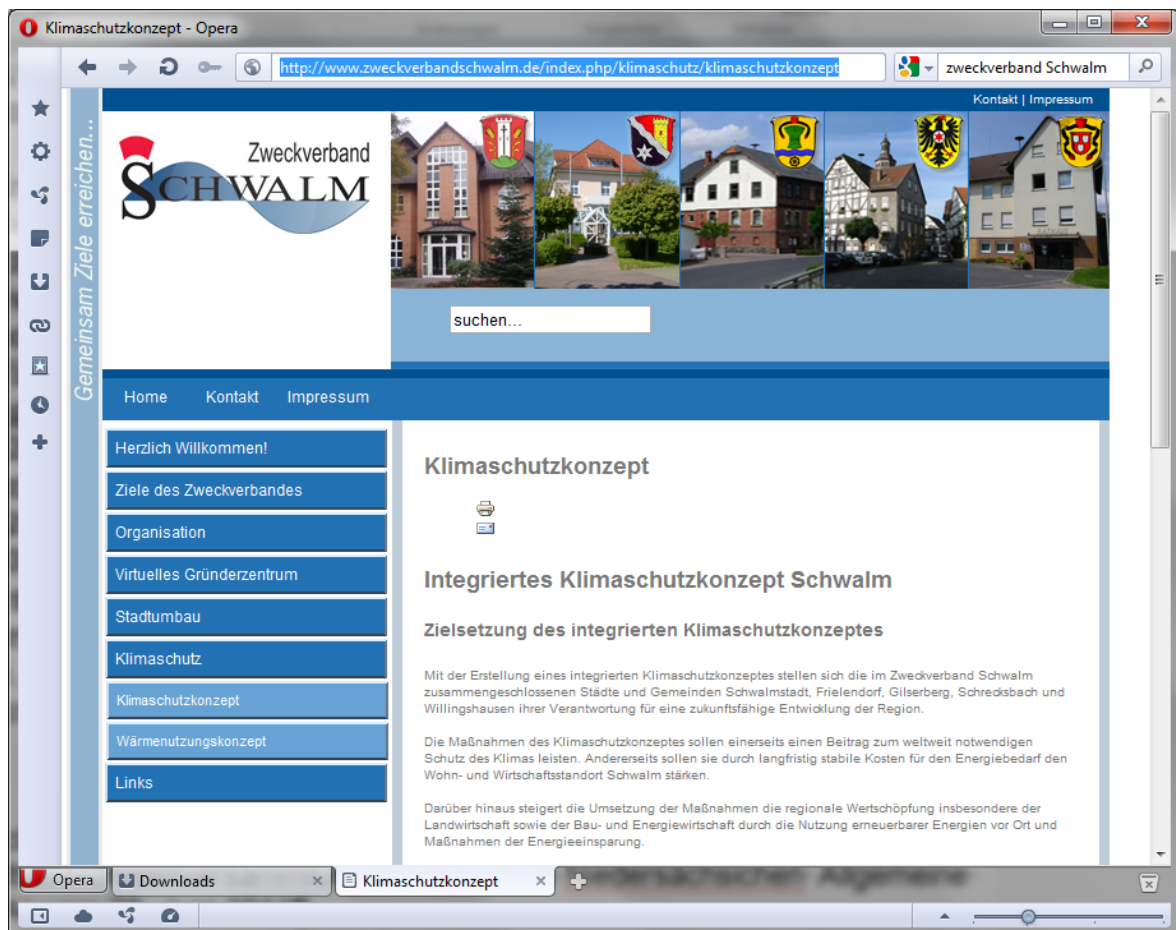 Klimaschutzkonzept - Opera
http://www.zweckverbandschwalm.de/index.php/klimaschutz/klimaschutzkonzept
zweckverband Schwalm
Kontakt | Impressum
Gemeinsam Ziele erreichen...
Zweckverband
SCHWALM
suchen...
Home Kontakt Impressum
Herzlich Willkommen!
Ziele des Zweckverbandes
Organisation
Virtuelles Gründerzentrum
Stadtumbau
Klimaschutz
Klimaschutzkonzept
Wärmenutzungskonzept
Links
Klimaschutzkonzept
Integriertes Klimaschutzkonzept Schwalm
Zielsetzung des integrierten Klimaschutzkonzeptes
Mit der Erstellung eines integrierten Klimaschutzkonzeptes stellen sich die im Zweckverband Schwalm
zusammengeschlossenen Städte und Gemeinden Schwalmstadt, Frielendorf, Gilserberg, Schrecksbach und
Willingshausen ihrer Verantwortung für eine zukunftsfähige Entwicklung der Region.
Die Maßnahmen des Klimaschutzkonzeptes sollen einerseits einen Beitrag zum weltweit notwendigen
Schutz des Klimas leisten. Andererseits sollen sie durch langfristig stabile Kosten für den Energiebedarf den
Wohn- und Wirtschaftsstandort Schwalm stärken.
Darüber hinaus steigert die Umsetzung der Maßnahmen die regionale Wertschöpfung insbesondere der
Landwirtschaft sowie der Bau- und Energiewirtschaft durch die Nutzung erneuerbarer Energien vor Ort und
Maßnahmen der Energieeinsparung.
Opera Downloads Klimaschutzkonzept